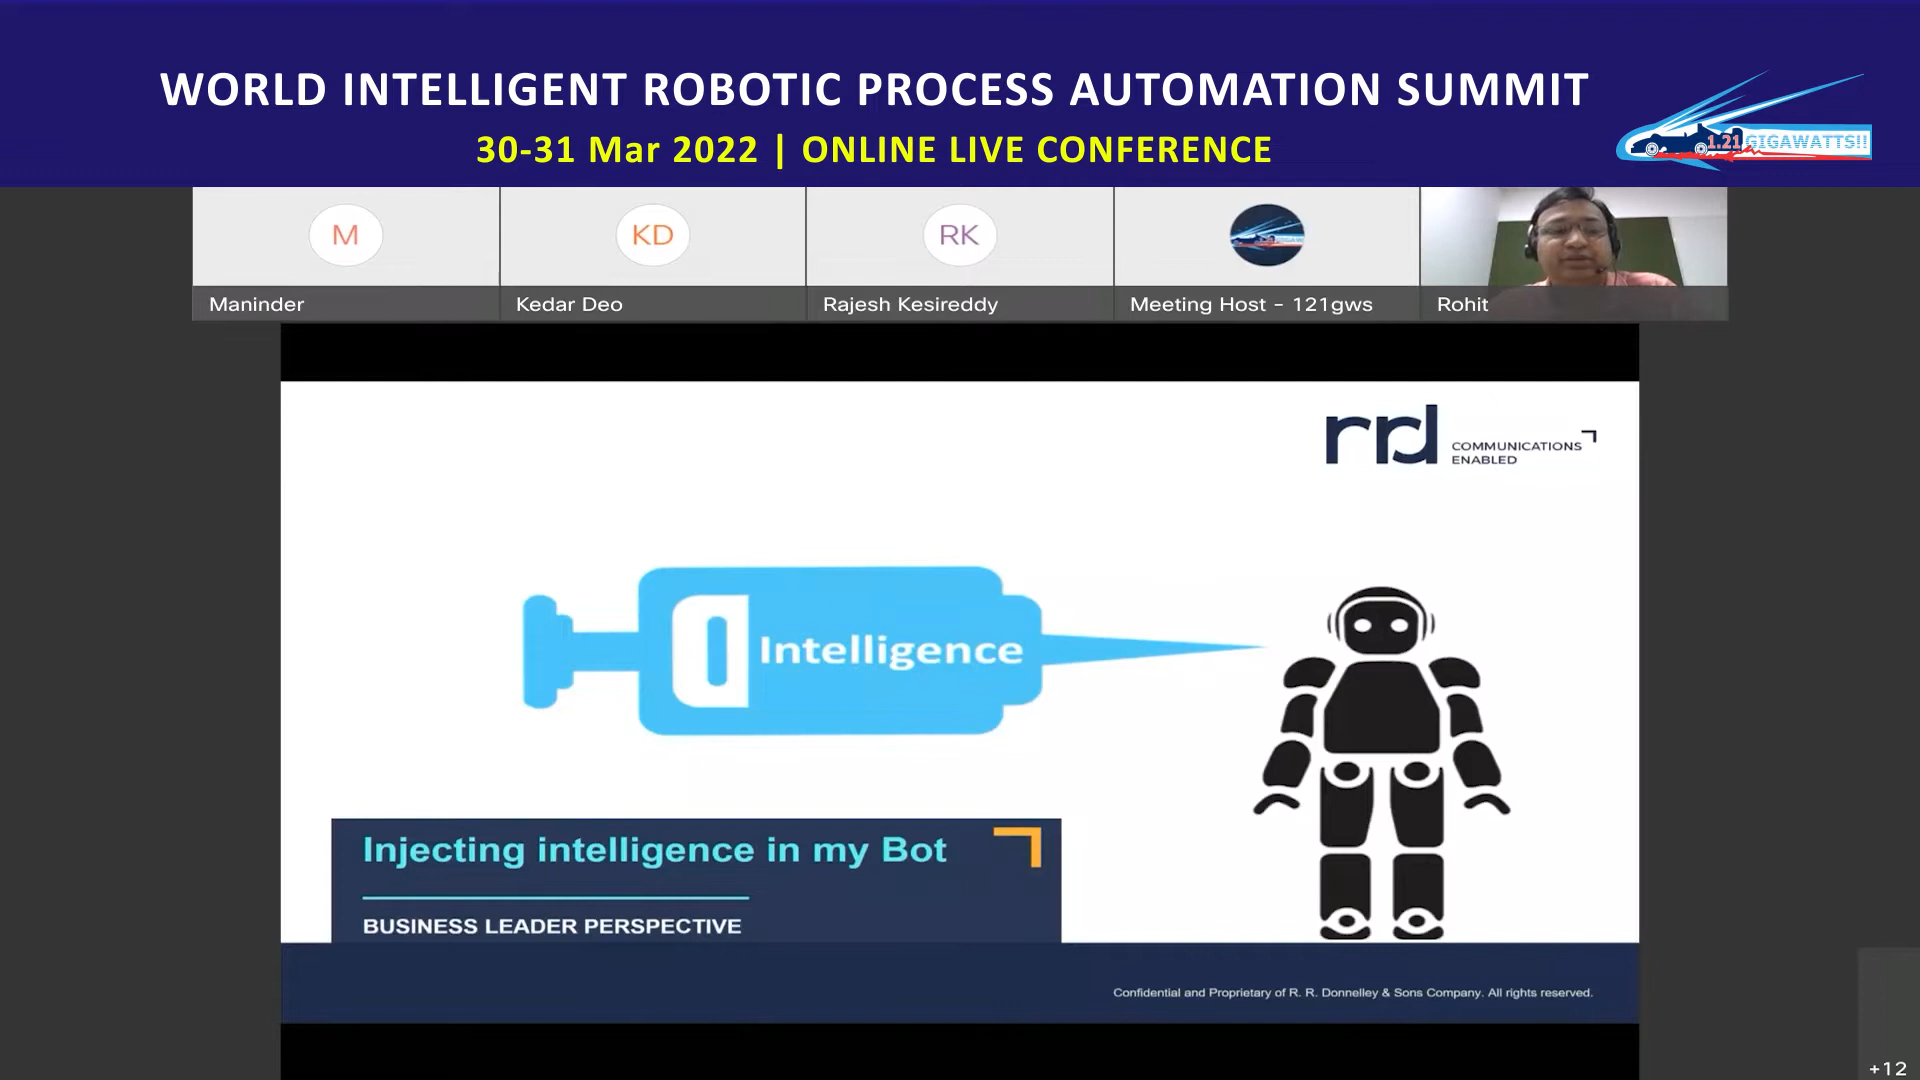 WORLD INTELLIGENT ROBOTIC PROCESS AUTOMATION SUMMIT
30-31 Mar 2022 | ONLINE LIVE CONFERENCE
1.21 GIGAWATTS!!
M
KD
RK
Maninder
Kedar Deo
Rajesh Kesireddy
Meeting Host - 121gws
Rohit
rrd
COMMUNICATIONS
ENABLED
Intelligence
Injecting intelligence in my Bot
BUSINESS LEADER PERSPECTIVE
Confidential and Proprietary of R. R. Donnelley & Sons Company. All rights reserved.
+12